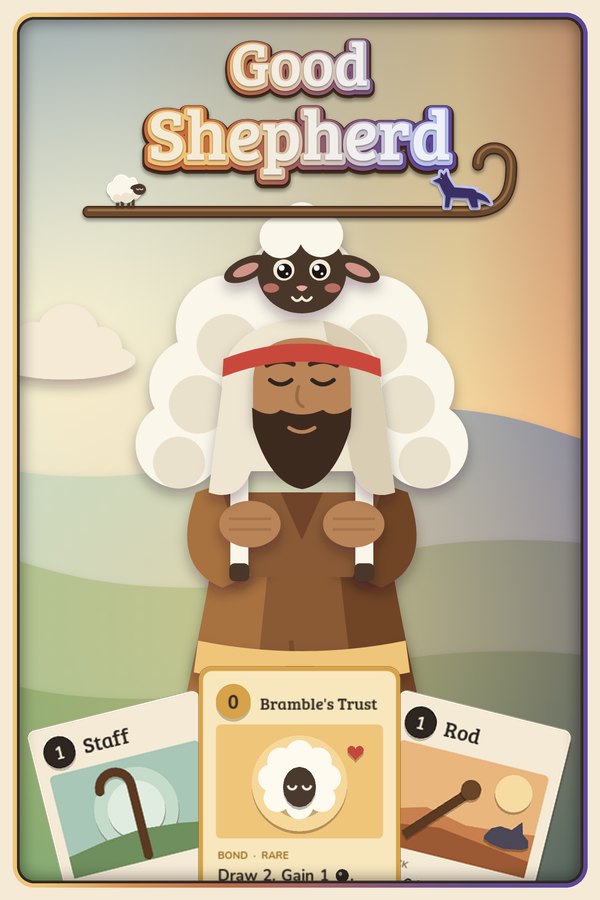 Good
Shepherd
1 Staff
0 Bramble's Trust
1 Rod
BOND · RARE
Draw 2. Gain 1